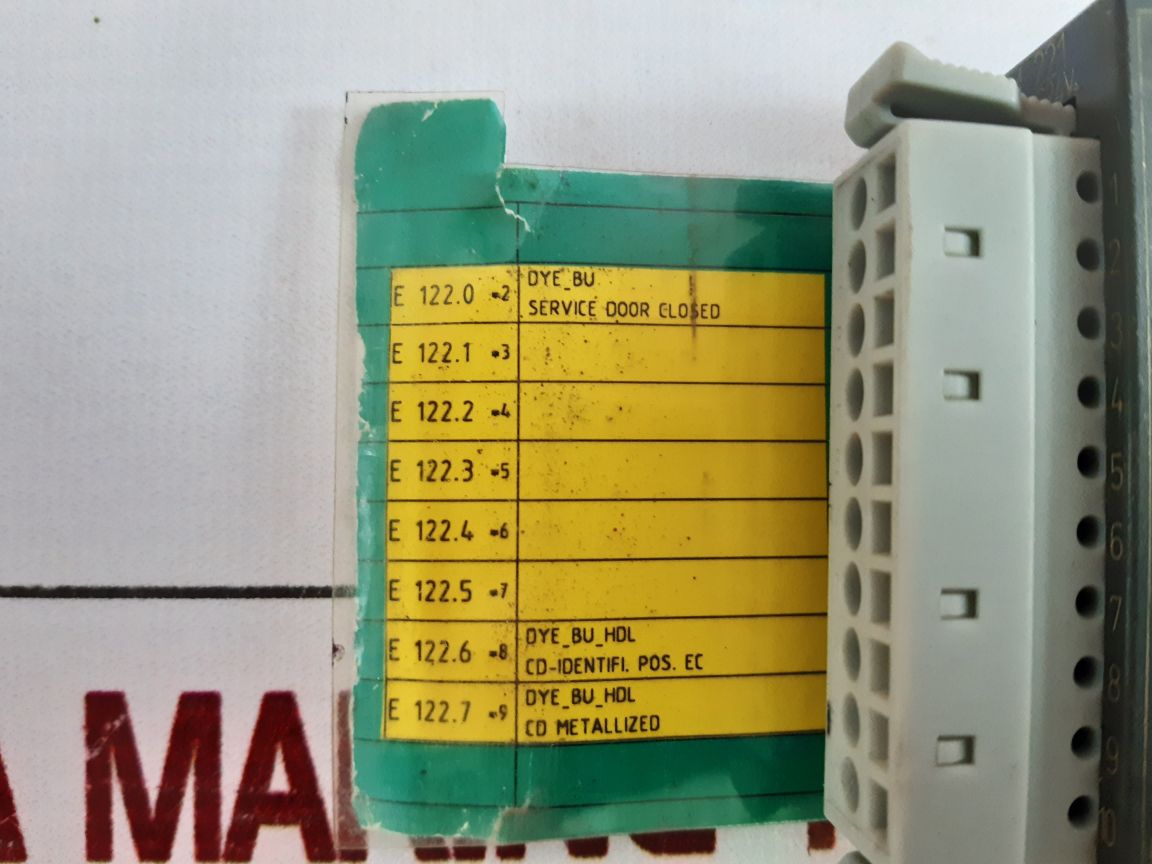 E 122.0 •2 DYE_BU
SERVICE DOOR CLOSED
E 122.1 •3
E 122.2 •4
E 122.3 •5
E 122.4 •6
E 122.5 •7
E 122.6 •8 DYE_BU_HDL
CD-IDENTIFI. POS. EC
E 122.7 •9 DYE_BU_HDL
CD METALLIZED
1
2
3
4
5
6
7
8
9
10